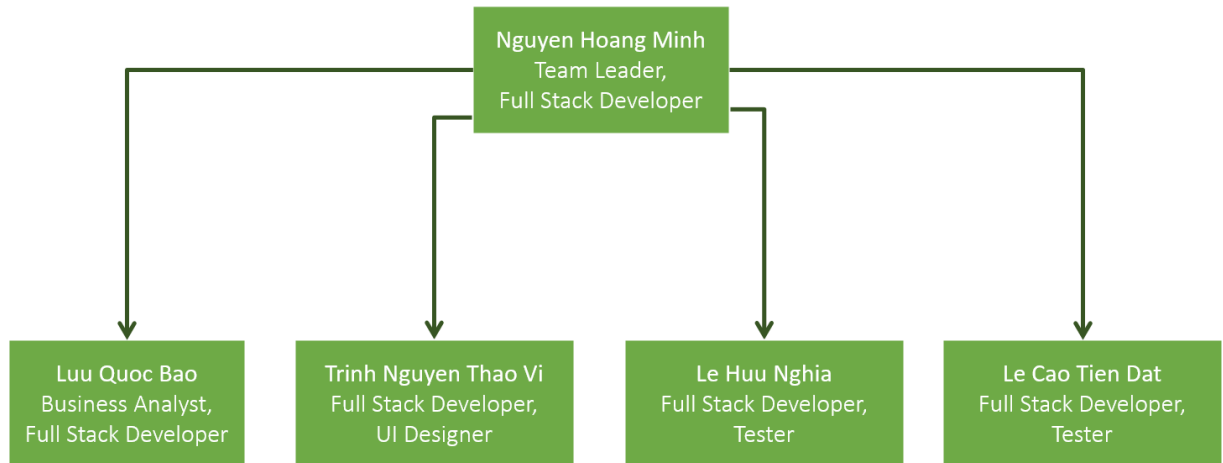 Nguyen Hoang Minh
Team Leader,
Full Stack Developer
Luu Quoc Bao
Business Analyst,
Full Stack Developer
Trinh Nguyen Thao Vi
Full Stack Developer,
UI Designer
Le Huu Nghia
Full Stack Developer,
Tester
Le Cao Tien Dat
Full Stack Developer,
Tester